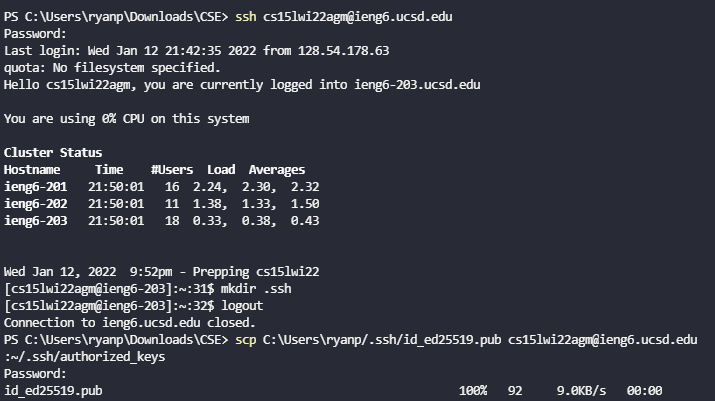 PS C:\Users\ryanp\Downloads\CSE> ssh cs15lwi22agm@ieng6.ucsd.edu
Password:
Last login: Wed Jan 12 21:42:35 2022 from 128.54.178.63
quota: No filesystem specified.
Hello cs15lwi22agm, you are currently logged into ieng6-203.ucsd.edu
You are using 0% CPU on this system
Cluster Status
Hostname     Time    #Users  Load  Averages
ieng6-201   21:50:01   16  2.24,  2.30,  2.32
ieng6-202   21:50:01   11  1.38,  1.33,  1.50
ieng6-203   21:50:01   18  0.33,  0.38,  0.43
Wed Jan 12, 2022  9:52pm - Prepping cs15lwi22
[cs15lwi22agm@ieng6-203]:~:31$ mkdir .ssh
[cs15lwi22agm@ieng6-203]:~:32$ logout
Connection to ieng6.ucsd.edu closed.
PS C:\Users\ryanp\Downloads\CSE> scp C:\Users\ryanp/.ssh/id_ed25519.pub cs15lwi22agm@ieng6.ucsd.edu
:~/.ssh/authorized_keys
Password:
id_ed25519.pub                                             100%   92     9.0KB/s   00:00